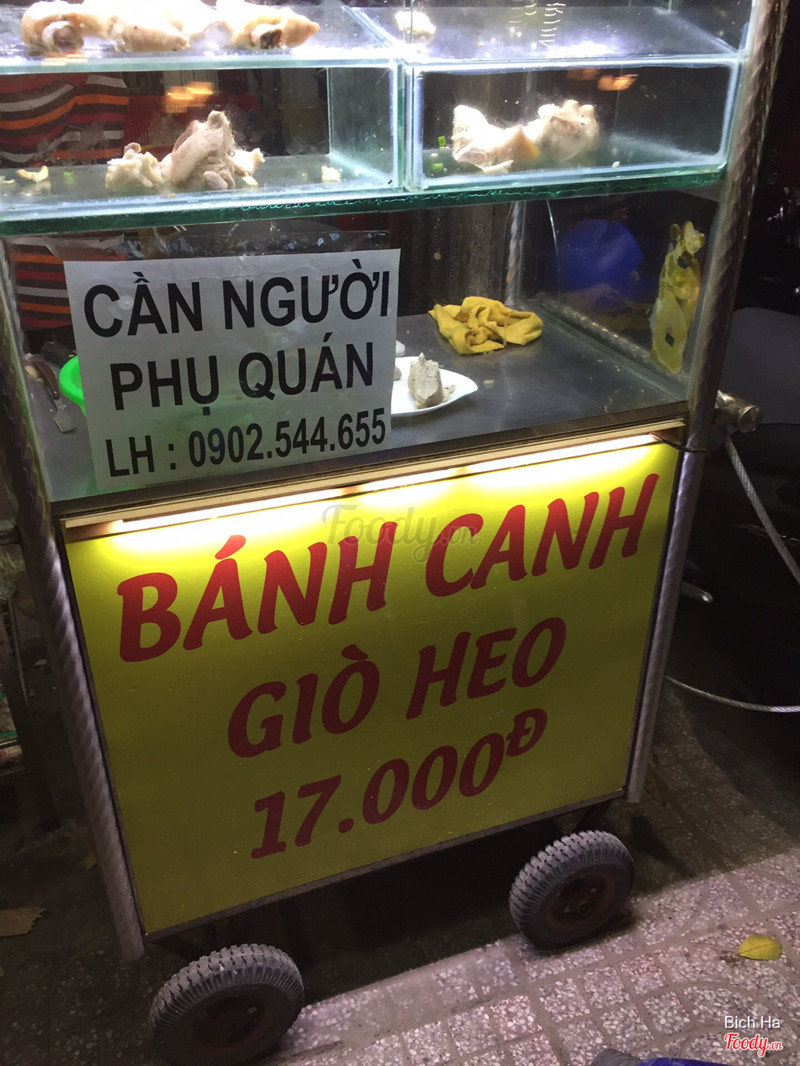 CẦN NGƯỜI
PHỤ QUÁN
LH : 0902.544.655
Foody.vn
BÁNH CANH
GIÒ HEO
17.000Đ
Bich Ha
Foody.vn